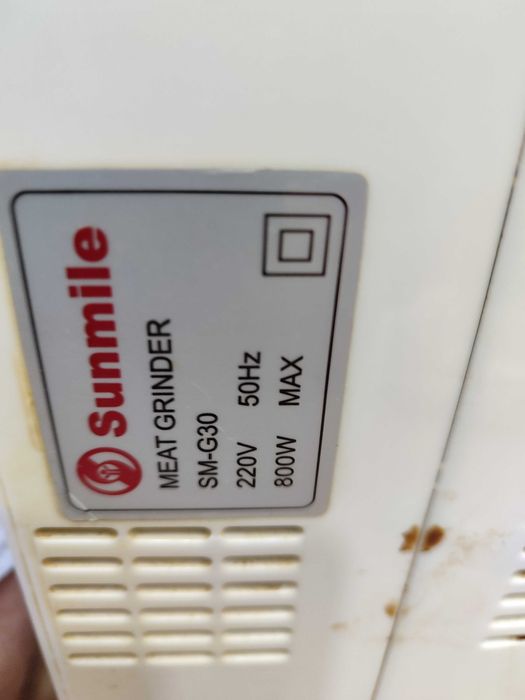 Sunmile
MEAT GRINDER
SM-G30
220V 50Hz
800W MAX